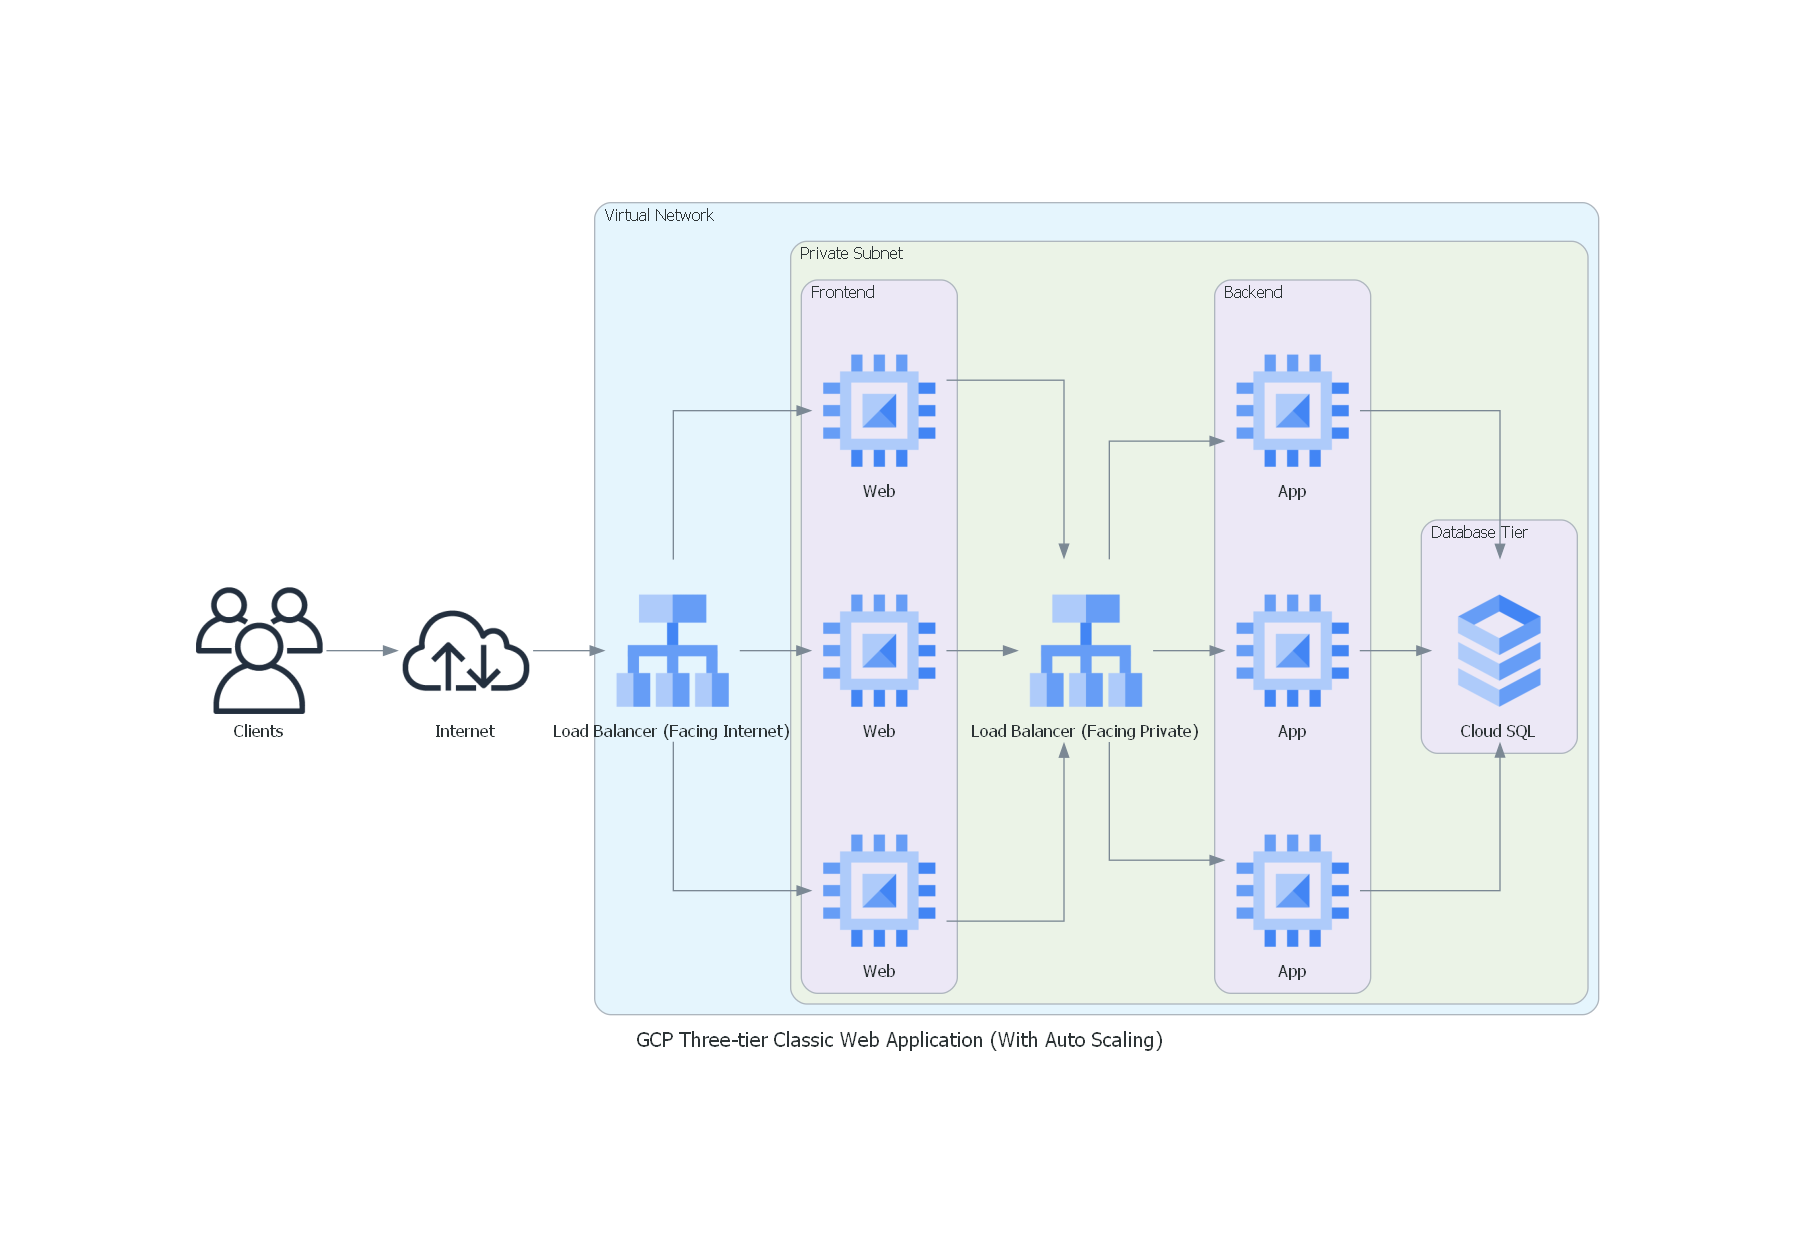 Virtual Network
Private Subnet
Frontend
Backend
Web
App
Database Tier
Clients
Internet
Load Balancer (Facing Internet)
Web
Load Balancer (Facing Private)
App
Cloud SQL
Web
App
GCP Three-tier Classic Web Application (With Auto Scaling)